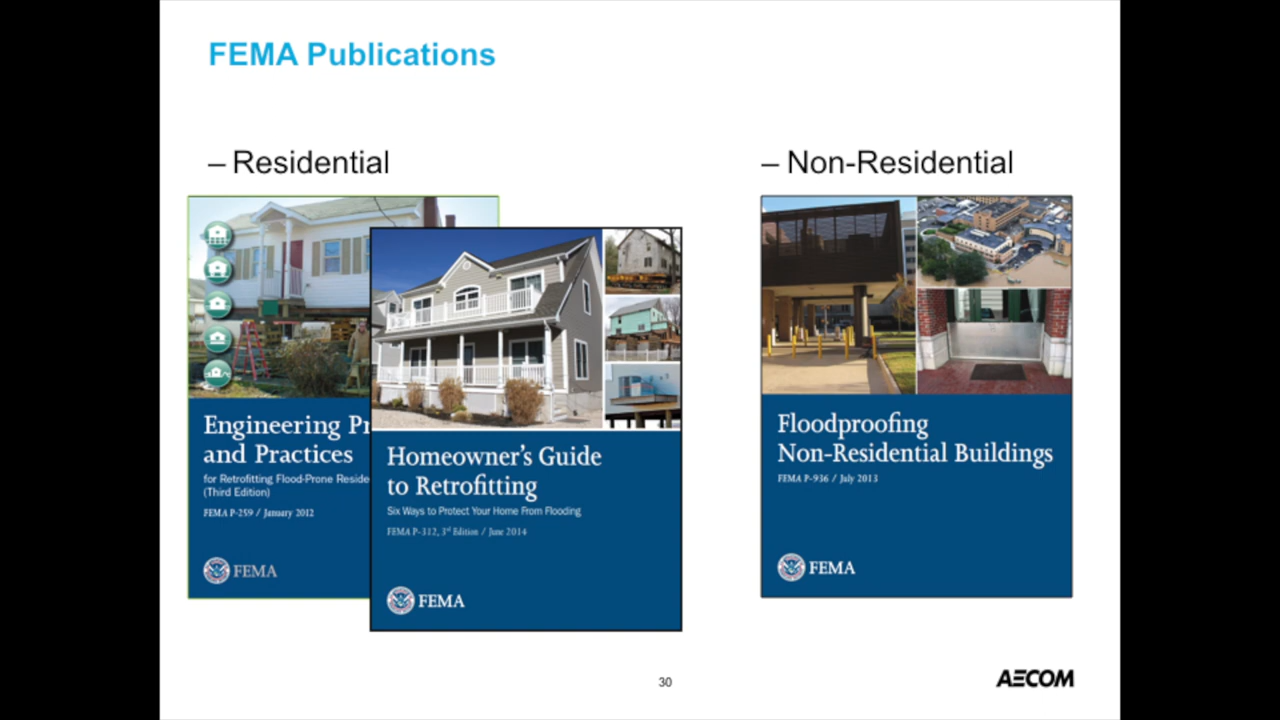 FEMA Publications
– Residential
– Non-Residential
Engineering Pr
and Practices
for Retrofitting Flood-Prone Reside
(Third Edition)
FEMA P-259 / January 2012
FEMA
Homeowner's Guide
to Retrofitting
Six Ways to Protect Your Home From Flooding
FEMA P-312, 3rd Edition / June 2014
FEMA
Floodproofing
Non-Residential Buildings
FEMA P-936 / July 2013
FEMA
30
AECOM